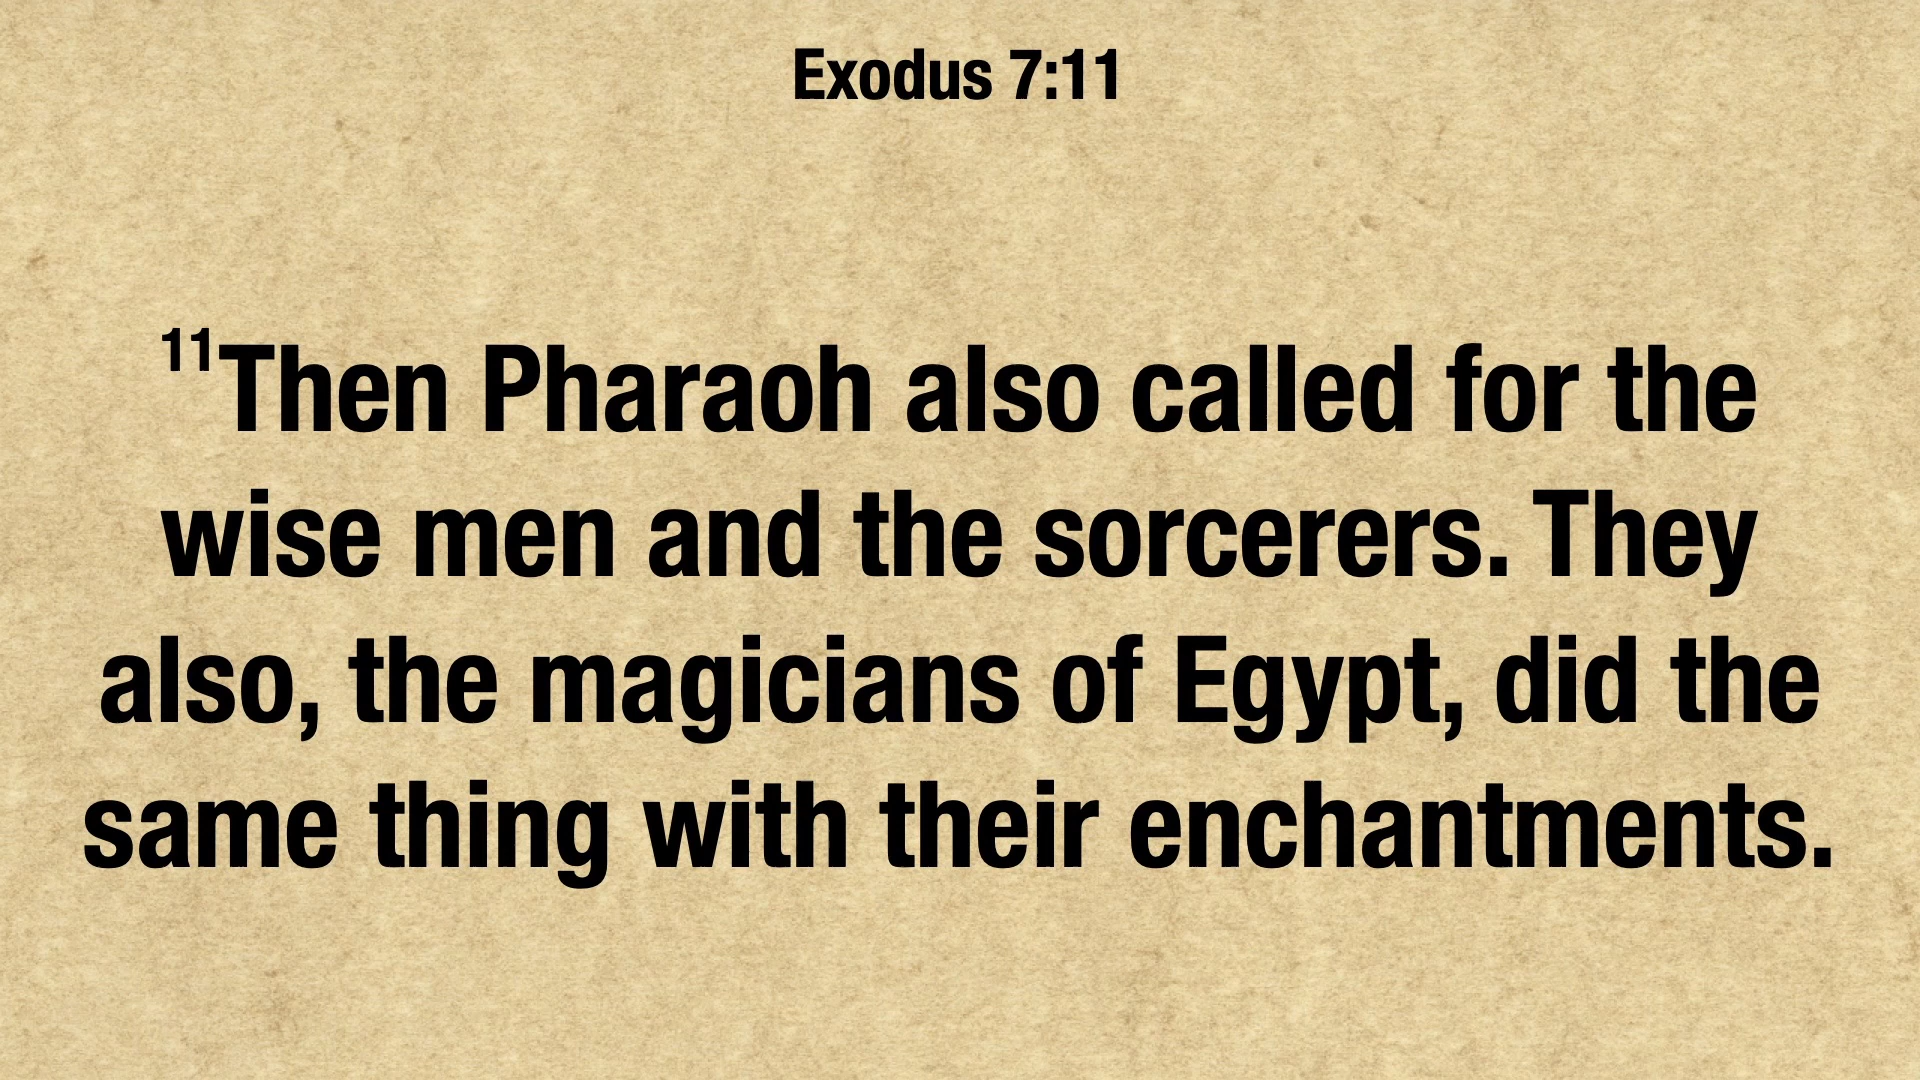 Exodus 7:11
11Then Pharaoh also called for the
wise men and the sorcerers. They
also, the magicians of Egypt, did the
same thing with their enchantments.